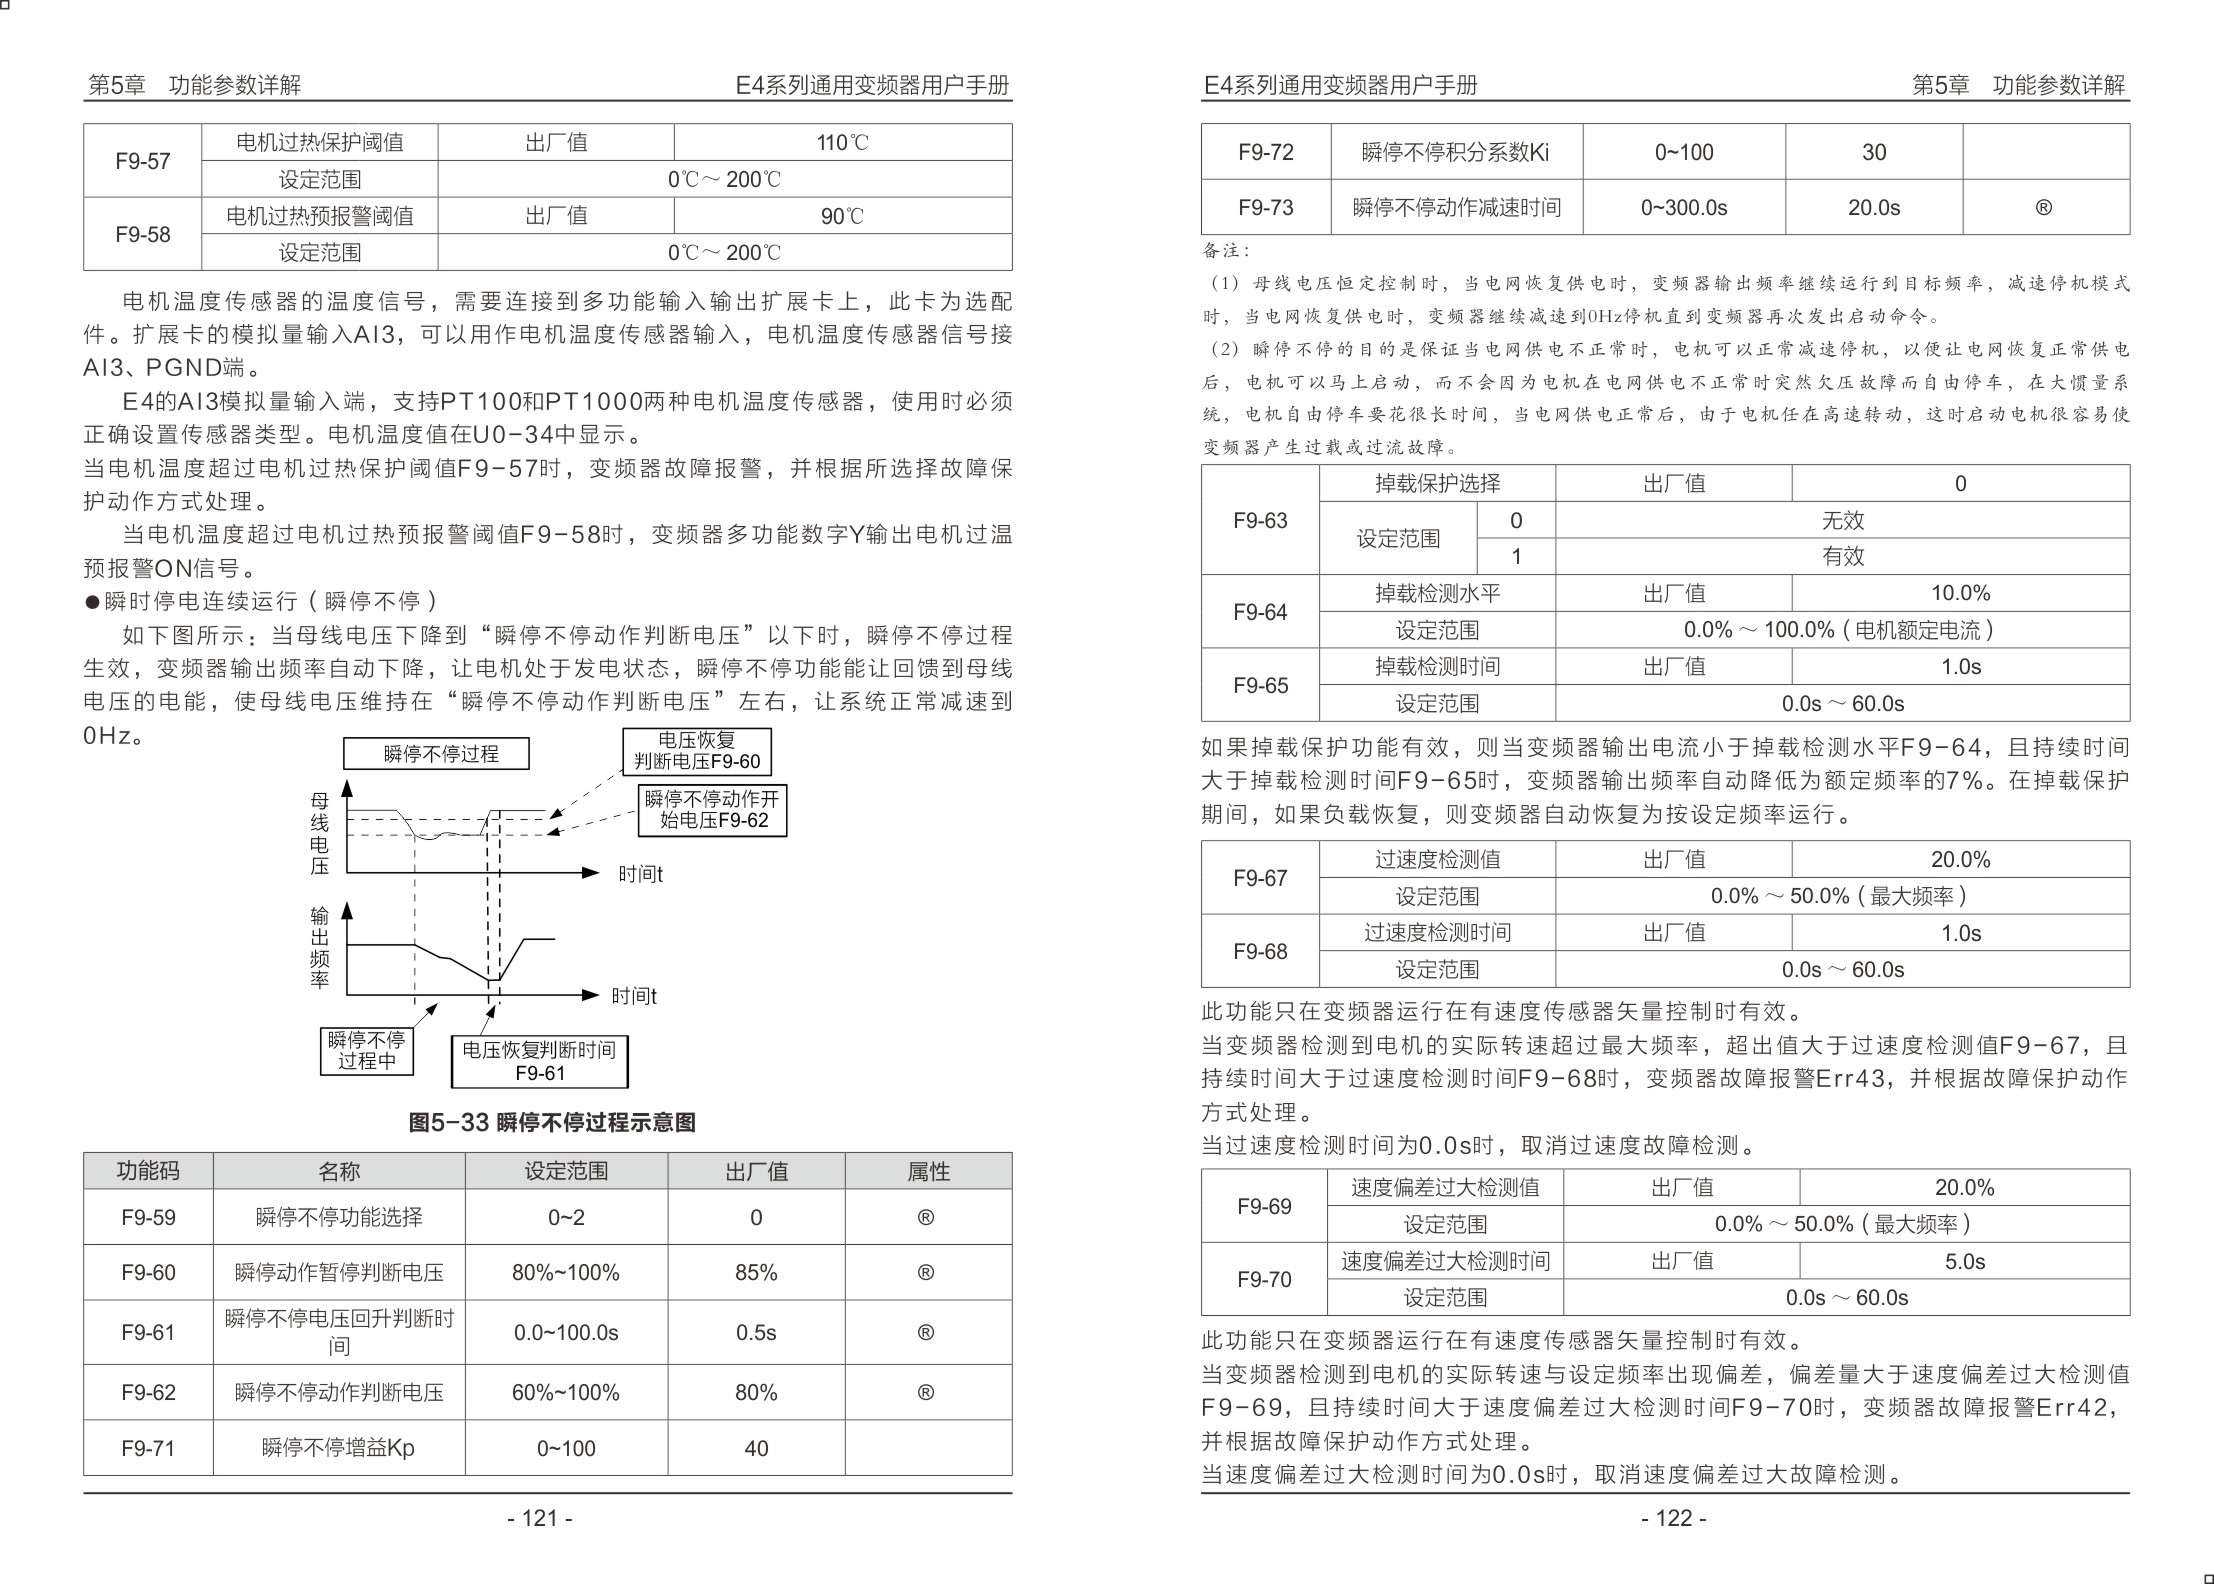 第5章　功能参数详解
E4系列通用变频器用户手册
F9-57 电机过热保护阈值 出厂值 110℃
设定范围 0℃～ 200℃
F9-58 电机过热预报警阈值 出厂值 90℃
设定范围 0℃～ 200℃
电机温度传感器的温度信号，需要连接到多功能输入输出扩展卡上，此卡为选配
件。扩展卡的模拟量输入AI3，可以用作电机温度传感器输入，电机温度传感器信号接
AI3、PGND端。
E4的AI3模拟量输入端，支持PT100和PT1000两种电机温度传感器，使用时必须
正确设置传感器类型。电机温度值在U0-34中显示。
当电机温度超过电机过热保护阈值F9-57时，变频器故障报警，并根据所选择故障保
护动作方式处理。
当电机温度超过电机过热预报警阈值F9-58时，变频器多功能数字Y输出电机过温
预报警ON信号。
●瞬时停电连续运行（瞬停不停）
如下图所示：当母线电压下降到“瞬停不停动作判断电压”以下时，瞬停不停过程
生效，变频器输出频率自动下降，让电机处于发电状态，瞬停不停功能能让回馈到母线
电压的电能，使母线电压维持在“瞬停不停动作判断电压”左右，让系统正常减速到
0Hz。
瞬停不停过程
电压恢复
判断电压F9-60
瞬停不停动作开
始电压F9-62
母线电压
时间t
输出频率
时间t
瞬停不停
过程中
电压恢复判断时间
F9-61
图5-33 瞬停不停过程示意图
功能码 名称 设定范围 出厂值 属性
F9-59 瞬停不停功能选择 0~2 0 ®
F9-60 瞬停动作暂停判断电压 80%~100% 85% ®
F9-61 瞬停不停电压回升判断时间 0.0~100.0s 0.5s ®
F9-62 瞬停不停动作判断电压 60%~100% 80% ®
F9-71 瞬停不停增益Kp 0~100 40
- 121 -
E4系列通用变频器用户手册
第5章　功能参数详解
F9-72 瞬停不停积分系数Ki 0~100 30
F9-73 瞬停不停动作减速时间 0~300.0s 20.0s ®
备注：
（1）母线电压恒定控制时，当电网恢复供电时，变频器输出频率继续运行到目标频率，减速停机模式
时，当电网恢复供电时，变频器继续减速到0Hz停机直到变频器再次发出启动命令。
（2）瞬停不停的目的是保证当电网供电不正常时，电机可以正常减速停机，以便让电网恢复正常供电
后，电机可以马上启动，而不会因为电机在电网供电不正常时突然欠压故障而自由停车，在大惯量系
统，电机自由停车要花很长时间，当电网供电正常后，由于电机任在高速转动，这时启动电机很容易使
变频器产生过载或过流故障。
F9-63 掉载保护选择 出厂值 0
设定范围 0 无效
1 有效
F9-64 掉载检测水平 出厂值 10.0%
设定范围 0.0% ～ 100.0%（电机额定电流）
F9-65 掉载检测时间 出厂值 1.0s
设定范围 0.0s ～ 60.0s
如果掉载保护功能有效，则当变频器输出电流小于掉载检测水平F9-64，且持续时间
大于掉载检测时间F9-65时，变频器输出频率自动降低为额定频率的7%。在掉载保护
期间，如果负载恢复，则变频器自动恢复为按设定频率运行。
F9-67 过速度检测值 出厂值 20.0%
设定范围 0.0% ～ 50.0%（最大频率）
F9-68 过速度检测时间 出厂值 1.0s
设定范围 0.0s ～ 60.0s
此功能只在变频器运行在有速度传感器矢量控制时有效。
当变频器检测到电机的实际转速超过最大频率，超出值大于过速度检测值F9-67，且
持续时间大于过速度检测时间F9-68时，变频器故障报警Err43，并根据故障保护动作
方式处理。
当过速度检测时间为0.0s时，取消过速度故障检测。
F9-69 速度偏差过大检测值 出厂值 20.0%
设定范围 0.0% ～ 50.0%（最大频率）
F9-70 速度偏差过大检测时间 出厂值 5.0s
设定范围 0.0s ～ 60.0s
此功能只在变频器运行在有速度传感器矢量控制时有效。
当变频器检测到电机的实际转速与设定频率出现偏差，偏差量大于速度偏差过大检测值
F9-69，且持续时间大于速度偏差过大检测时间F9-70时，变频器故障报警Err42，
并根据故障保护动作方式处理。
当速度偏差过大检测时间为0.0s时，取消速度偏差过大故障检测。
- 122 -